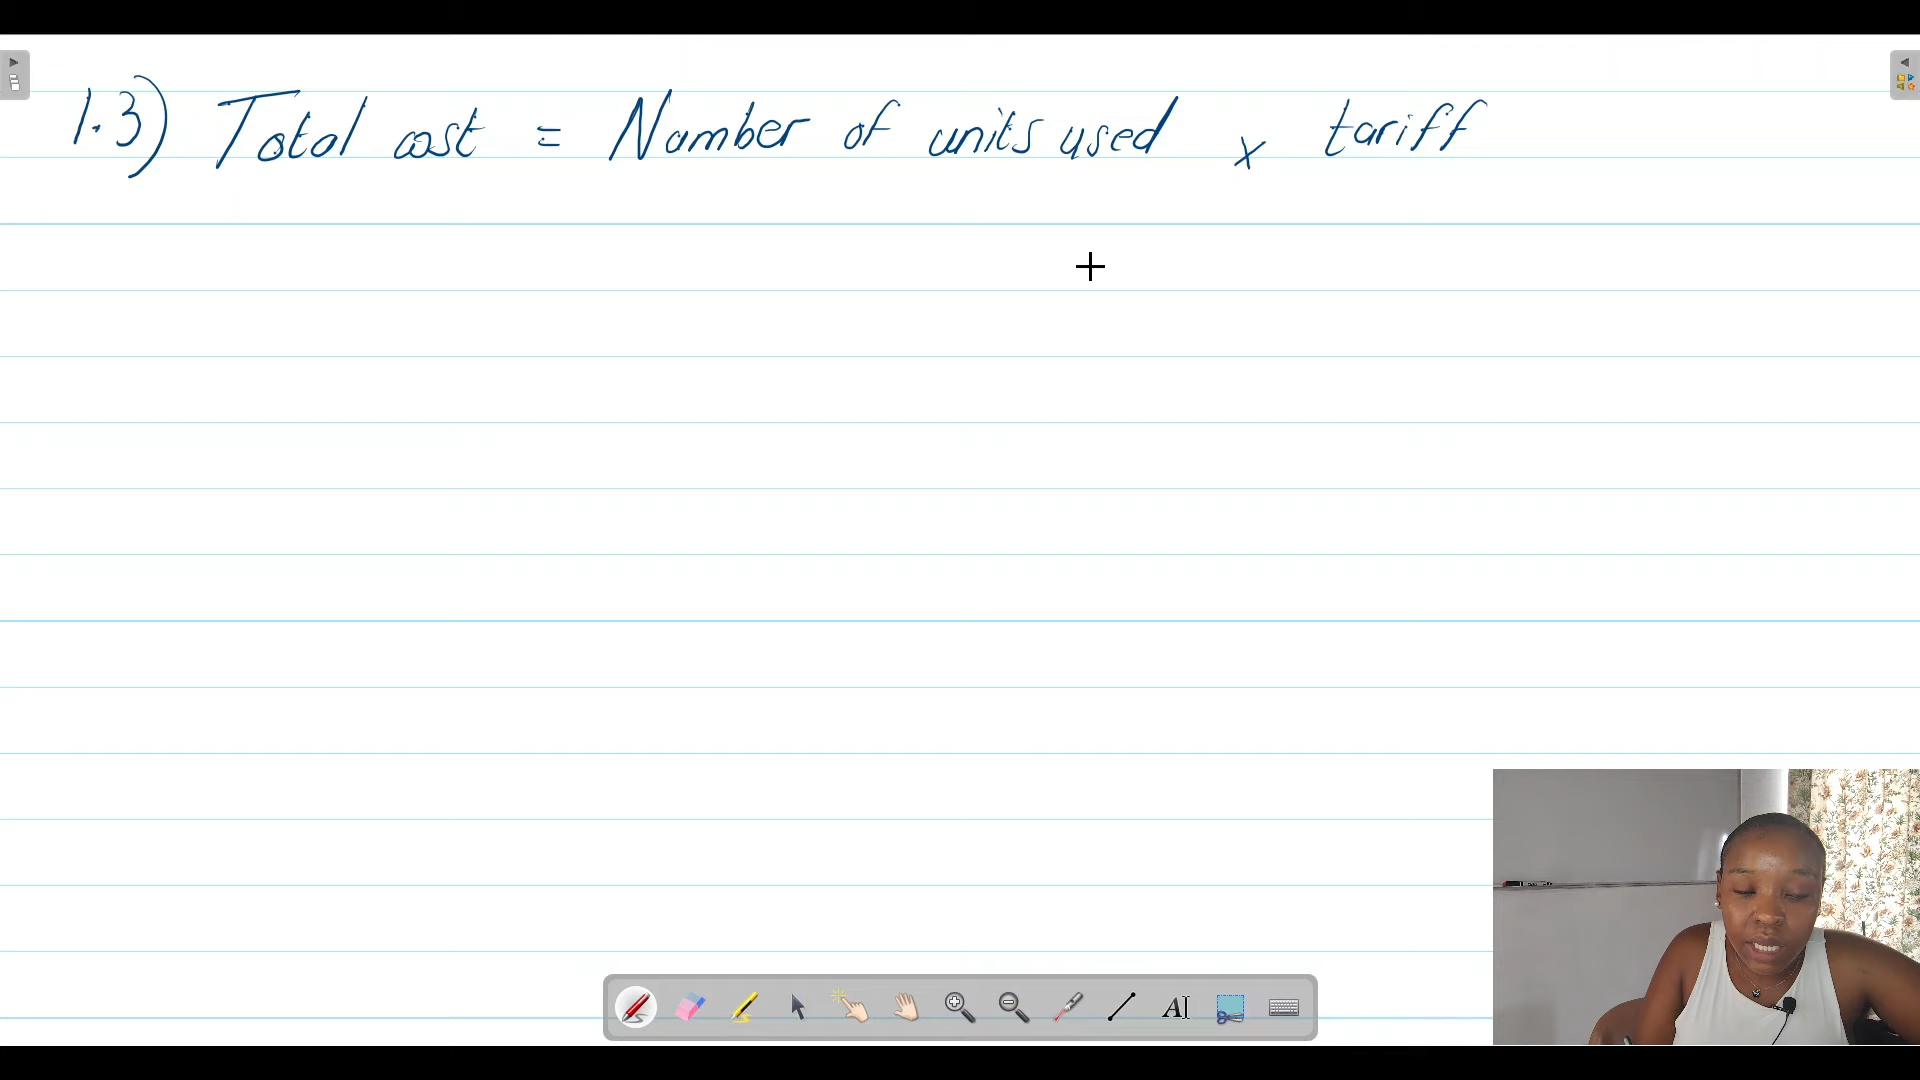 1.3) Total cost = Number of units used x tariff